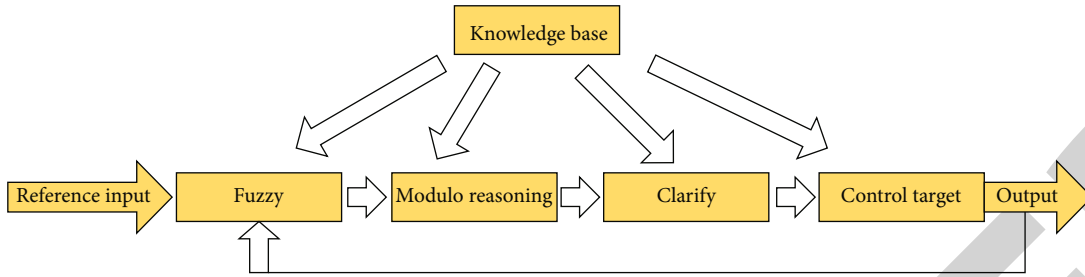 Knowledge base
Reference input
Fuzzy
Modulo reasoning
Clarify
Control target
Output